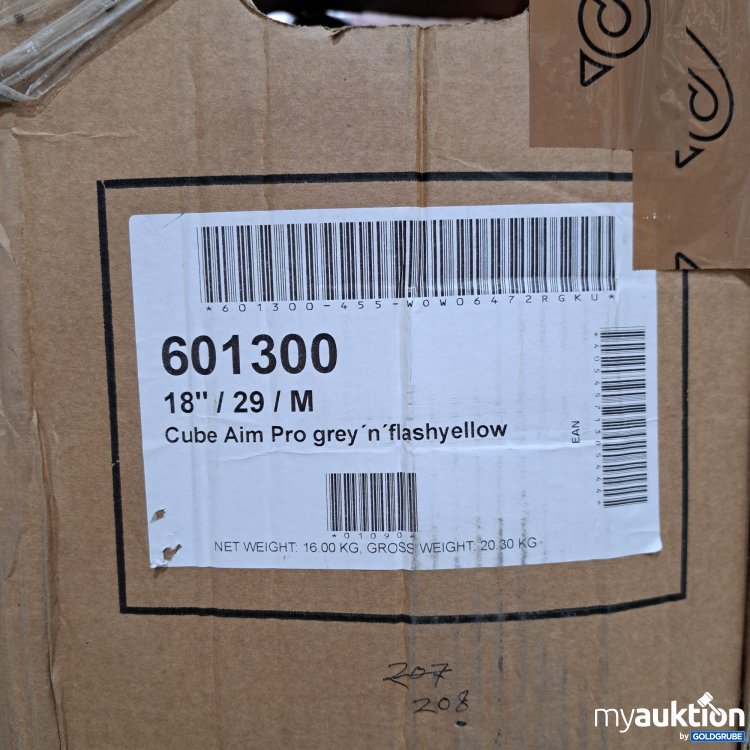 *601300-455-WOW06472RGKU*
601300
18" / 29 / M
Cube Aim Pro grey´n´flashyellow
EAN
*01090*
NET WEIGHT: 16.00 KG, GROSS WEIGHT: 20.30 KG
207
208
myauktion
by GOLDGRUBE